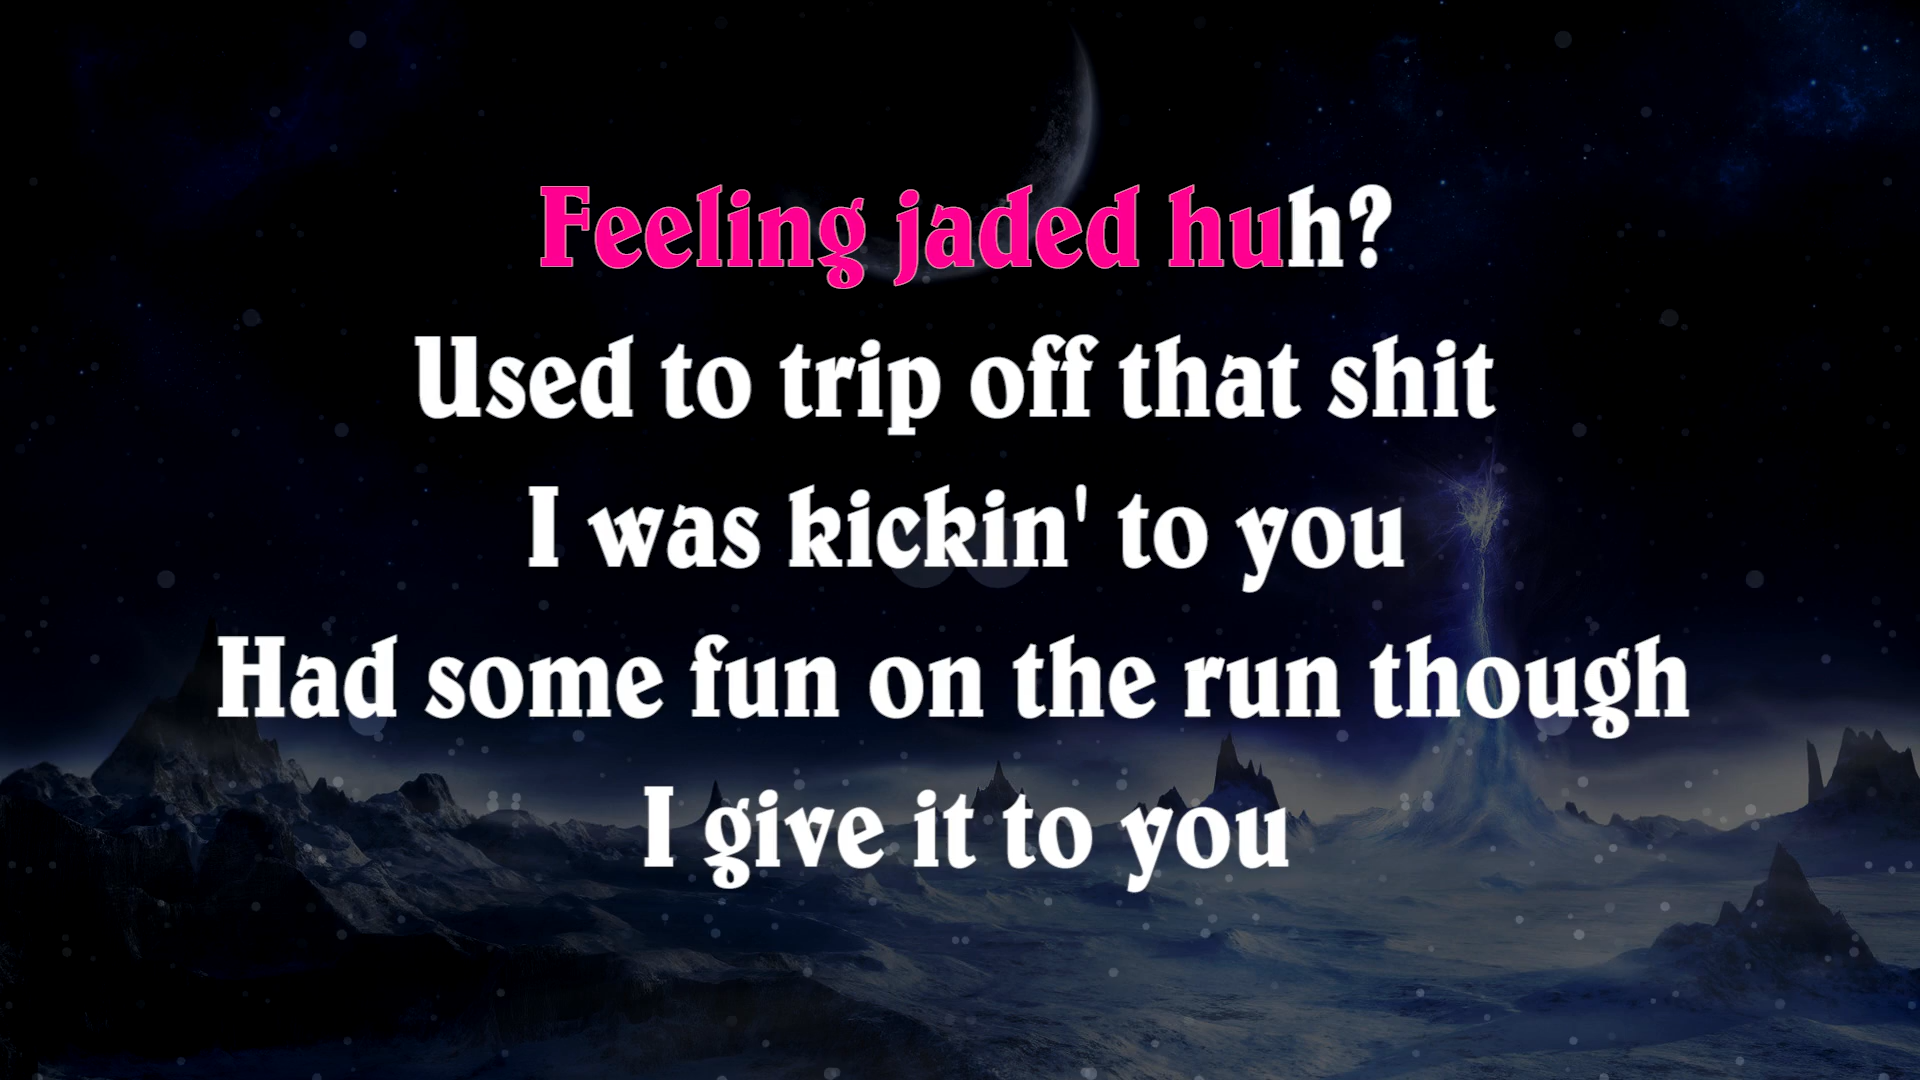 Feeling jaded huh?
Used to trip off that shit
I was kickin' to you
Had some fun on the run though
I give it to you